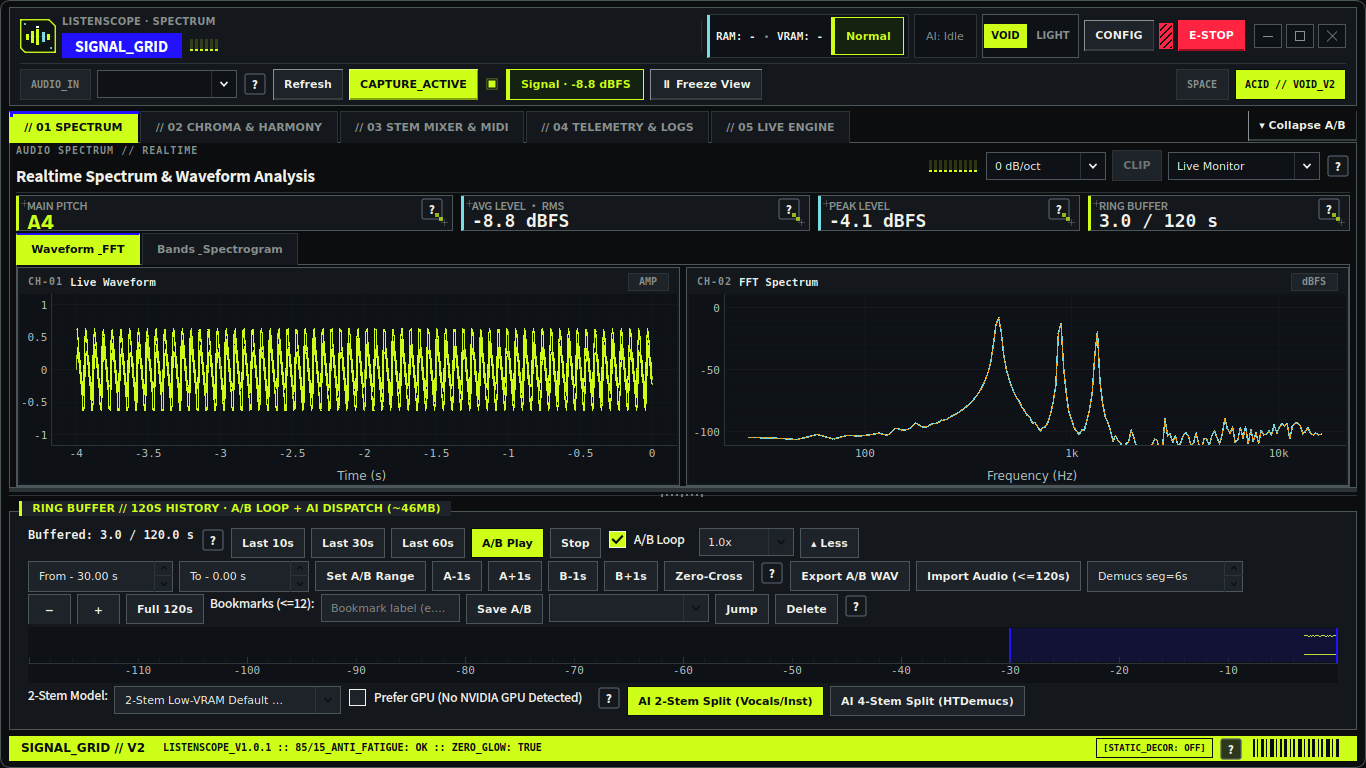 LISTENSCOPE · SPECTRUM
SIGNAL_GRID
RAM: - · VRAM: - Normal
AI: Idle
VOID LIGHT
CONFIG
E-STOP
AUDIO_IN
?
Refresh
CAPTURE_ACTIVE
Signal · -8.8 dBFS
⏸ Freeze View
SPACE
ACID // VOID_V2
// 01 SPECTRUM
// 02 CHROMA & HARMONY
// 03 STEM MIXER & MIDI
// 04 TELEMETRY & LOGS
// 05 LIVE ENGINE
▾ Collapse A/B
AUDIO SPECTRUM // REALTIME
Realtime Spectrum & Waveform Analysis
0 dB/oct
CLIP
Live Monitor
?
MAIN PITCH
A4
?
AVG LEVEL · RMS
-8.8 dBFS
?
PEAK LEVEL
-4.1 dBFS
?
RING BUFFER
3.0 / 120 s
?
Waveform _FFT
Bands _Spectrogram
CH-01 Live Waveform
AMP
1
0.5
0
-0.5
-1
-4 -3.5 -3 -2.5 -2 -1.5 -1 -0.5 0
Time (s)
CH-02 FFT Spectrum
dBFS
0
-50
-100
100 1k 10k
Frequency (Hz)
RING BUFFER // 120S HISTORY · A/B LOOP + AI DISPATCH (~46MB)
Buffered: 3.0 / 120.0 s
?
Last 10s
Last 30s
Last 60s
A/B Play
Stop
A/B Loop
1.0x
▴ Less
From - 30.00 s
To - 0.00 s
Set A/B Range
A-1s
A+1s
B-1s
B+1s
Zero-Cross
?
Export A/B WAV
Import Audio (<=120s)
Demucs seg=6s
−
+
Full 120s
Bookmarks (<=12):
Bookmark label (e....
Save A/B
Jump
Delete
?
-110 -100 -90 -80 -70 -60 -50 -40 -30 -20 -10
2-Stem Model:
2-Stem Low-VRAM Default ...
Prefer GPU (No NVIDIA GPU Detected)
?
AI 2-Stem Split (Vocals/Inst)
AI 4-Stem Split (HTDemucs)
SIGNAL_GRID // V2
LISTENSCOPE_V1.0.1 :: 85/15_ANTI_FATIGUE: OK :: ZERO_GLOW: TRUE
[STATIC_DECOR: OFF]
?